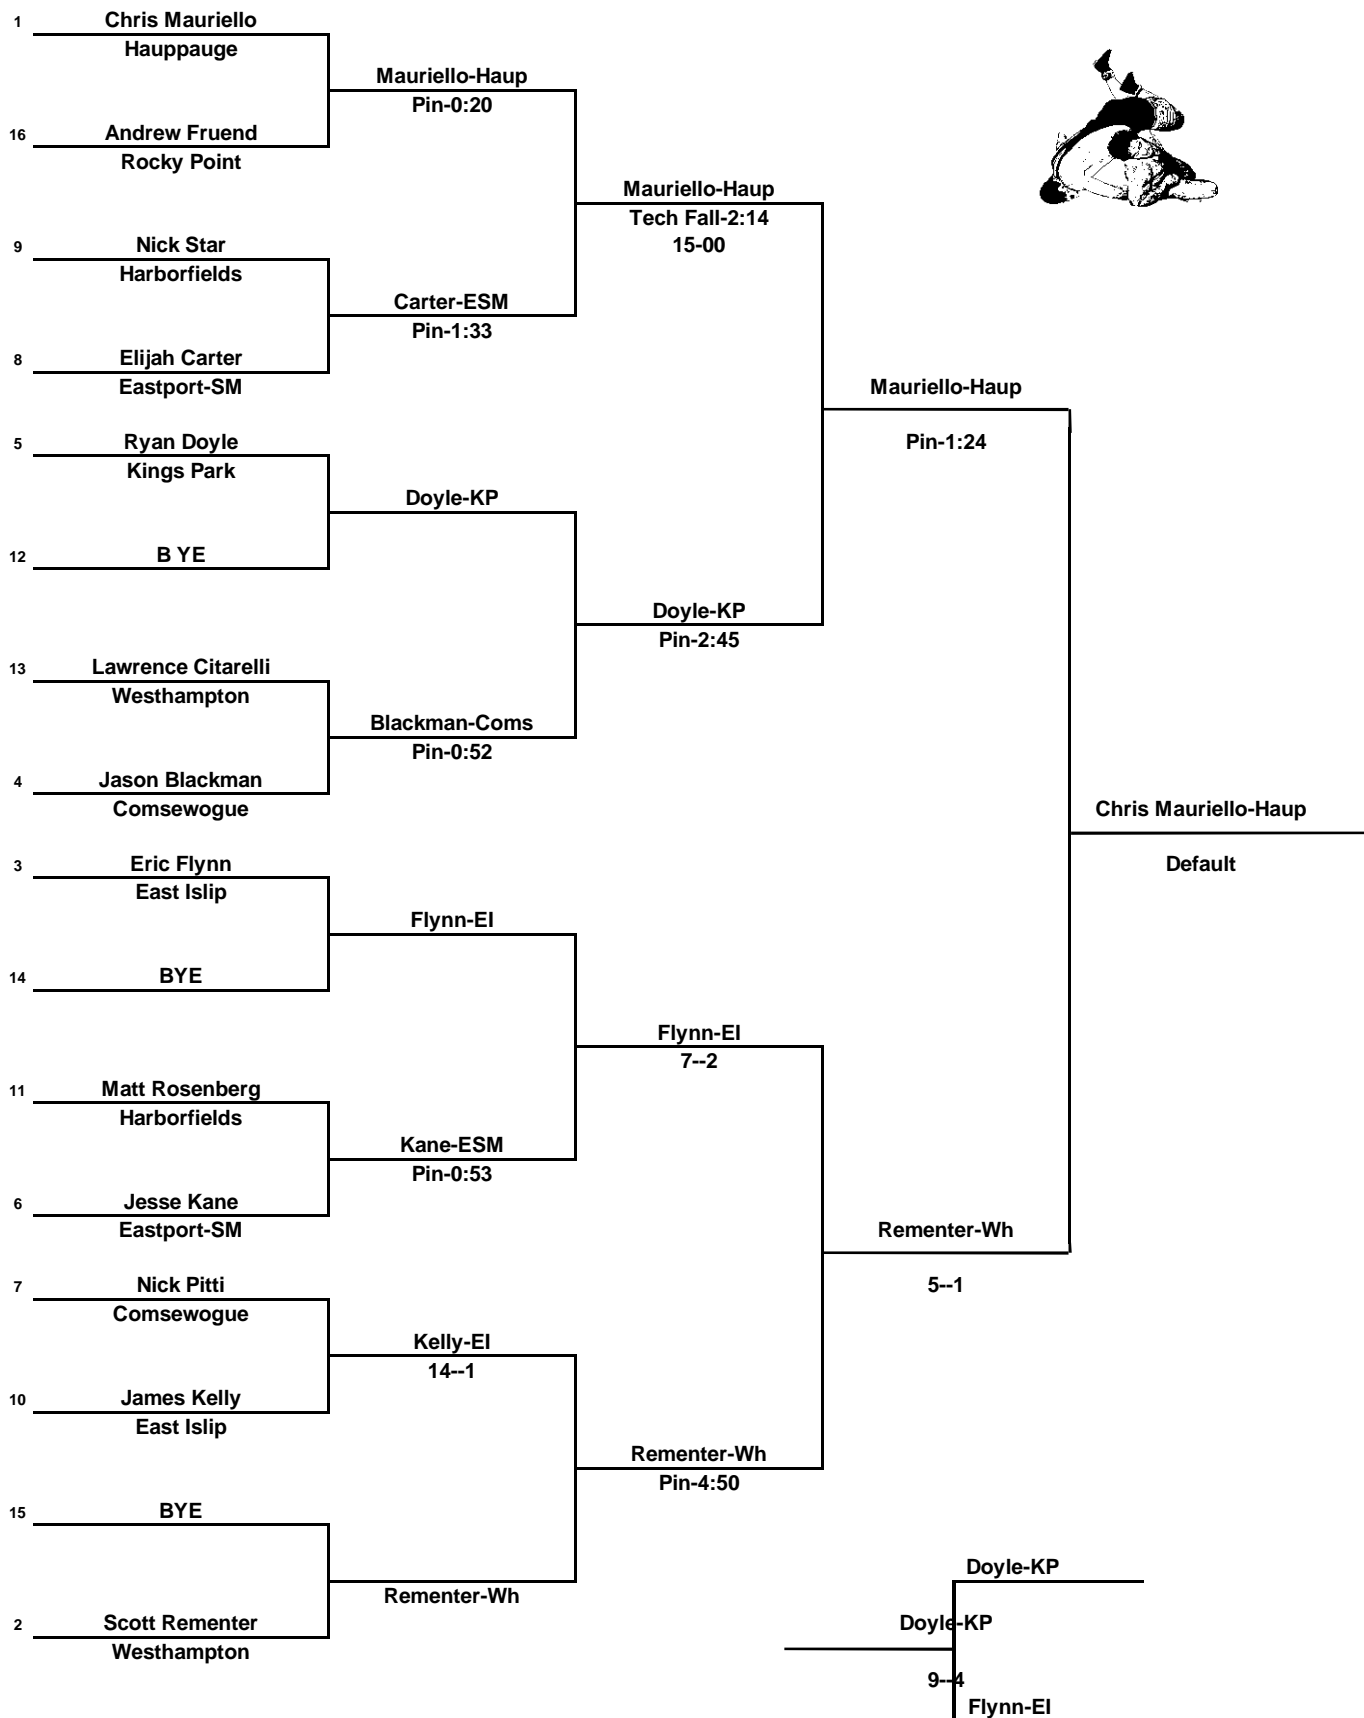 1 Chris Mauriello
Hauppauge
Mauriello-Haup
Pin-0:20
16 Andrew Fruend
Rocky Point
Mauriello-Haup
Tech Fall-2:14
15-00
9 Nick Star
Harborfields
Carter-ESM
Pin-1:33
8 Elijah Carter
Eastport-SM
Mauriello-Haup
Pin-1:24
5 Ryan Doyle
Kings Park
Doyle-KP
12 B YE
Doyle-KP
Pin-2:45
13 Lawrence Citarelli
Westhampton
Blackman-Coms
Pin-0:52
4 Jason Blackman
Comsewogue
Chris Mauriello-Haup
Default
3 Eric Flynn
East Islip
Flynn-EI
14 BYE
Flynn-EI
7--2
11 Matt Rosenberg
Harborfields
Kane-ESM
Pin-0:53
6 Jesse Kane
Eastport-SM
Rementer-Wh
5--1
7 Nick Pitti
Comsewogue
Kelly-EI
14--1
10 James Kelly
East Islip
Rementer-Wh
Pin-4:50
15 BYE
Rementer-Wh
2 Scott Rementer
Westhampton
Doyle-KP
Doyle-KP
9--4
Flynn-EI